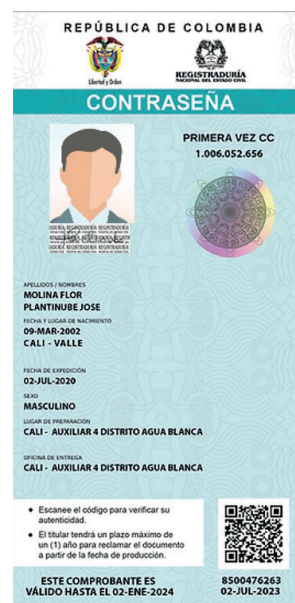 REPÚBLICA DE COLOMBIA
Libertad y Orden
REGISTRADURÍA
NACIONAL DEL ESTADO CIVIL
CONTRASEÑA
PRIMERA VEZ CC
1.006.052.656
APELLIDOS / NOMBRES
MOLINA FLOR
PLANTINUBE JOSE
FECHA Y LUGAR DE NACIMIENTO
09-MAR-2002
CALI - VALLE
FECHA DE EXPEDICIÓN
02-JUL-2020
SEXO
MASCULINO
LUGAR DE PREPARACIÓN
CALI - AUXILIAR 4 DISTRITO AGUA BLANCA
OFICINA DE ENTREGA
CALI - AUXILIAR 4 DISTRITO AGUA BLANCA
• Escanee el código para verificar su
autenticidad.
• El titular tendrá un plazo máximo de
un (1) año para reclamar el documento
a partir de la fecha de producción.
ESTE COMPROBANTE ES
VÁLIDO HASTA EL 02-ENE-2024
8500476263
02-JUL-2023